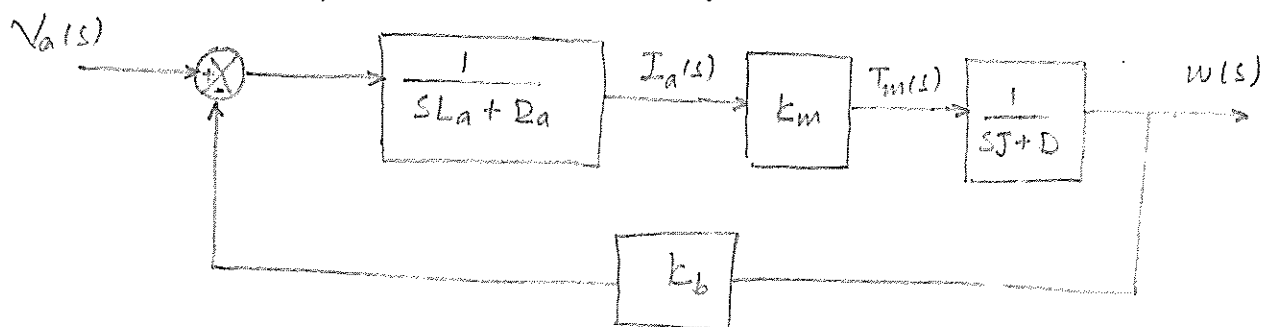 Va(s)
+
-
1
SLa + Ra
Ia(s)
km
Tm(s)
1
SJ+D
W(s)
kb